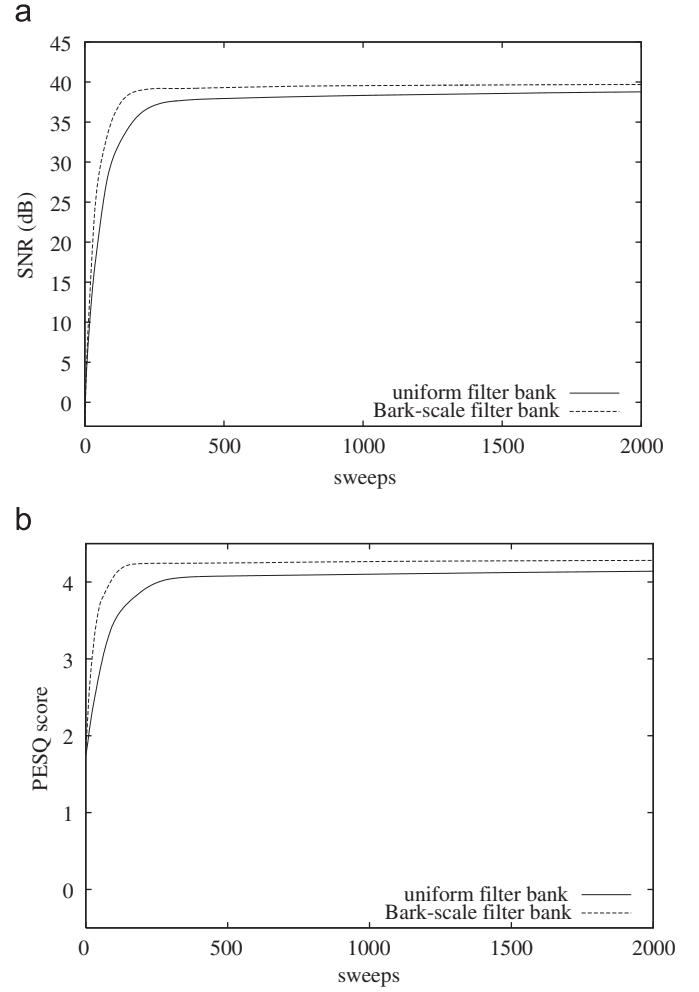 a
45
40
35
30
25
20
15
10
5
0
SNR (dB)
uniform filter bank
Bark-scale filter bank
0 500 1000 1500 2000
sweeps
b
4
3
2
1
0
PESQ score
uniform filter bank
Bark-scale filter bank
0 500 1000 1500 2000
sweeps